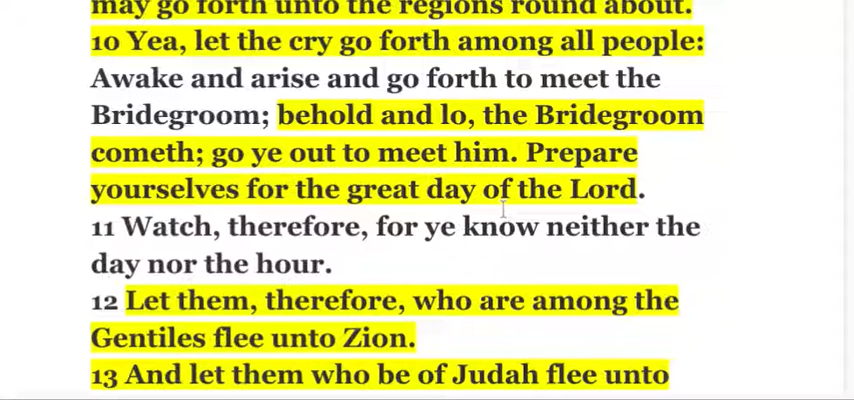 may go forth unto the regions round about.
10 Yea, let the cry go forth among all people:
Awake and arise and go forth to meet the
Bridegroom; behold and lo, the Bridegroom
cometh; go ye out to meet him. Prepare
yourselves for the great day of the Lord.
11 Watch, therefore, for ye know neither the
day nor the hour.
12 Let them, therefore, who are among the
Gentiles flee unto Zion.
13 And let them who be of Judah flee unto